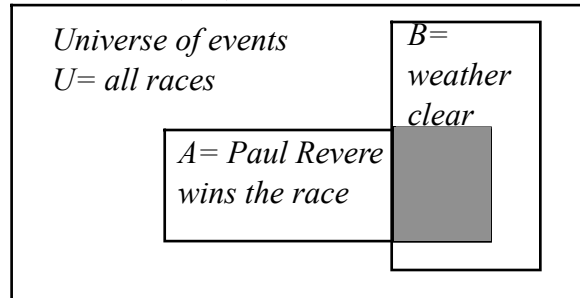 Universe of events
U= all races
B=
weather
clear
A= Paul Revere
wins the race